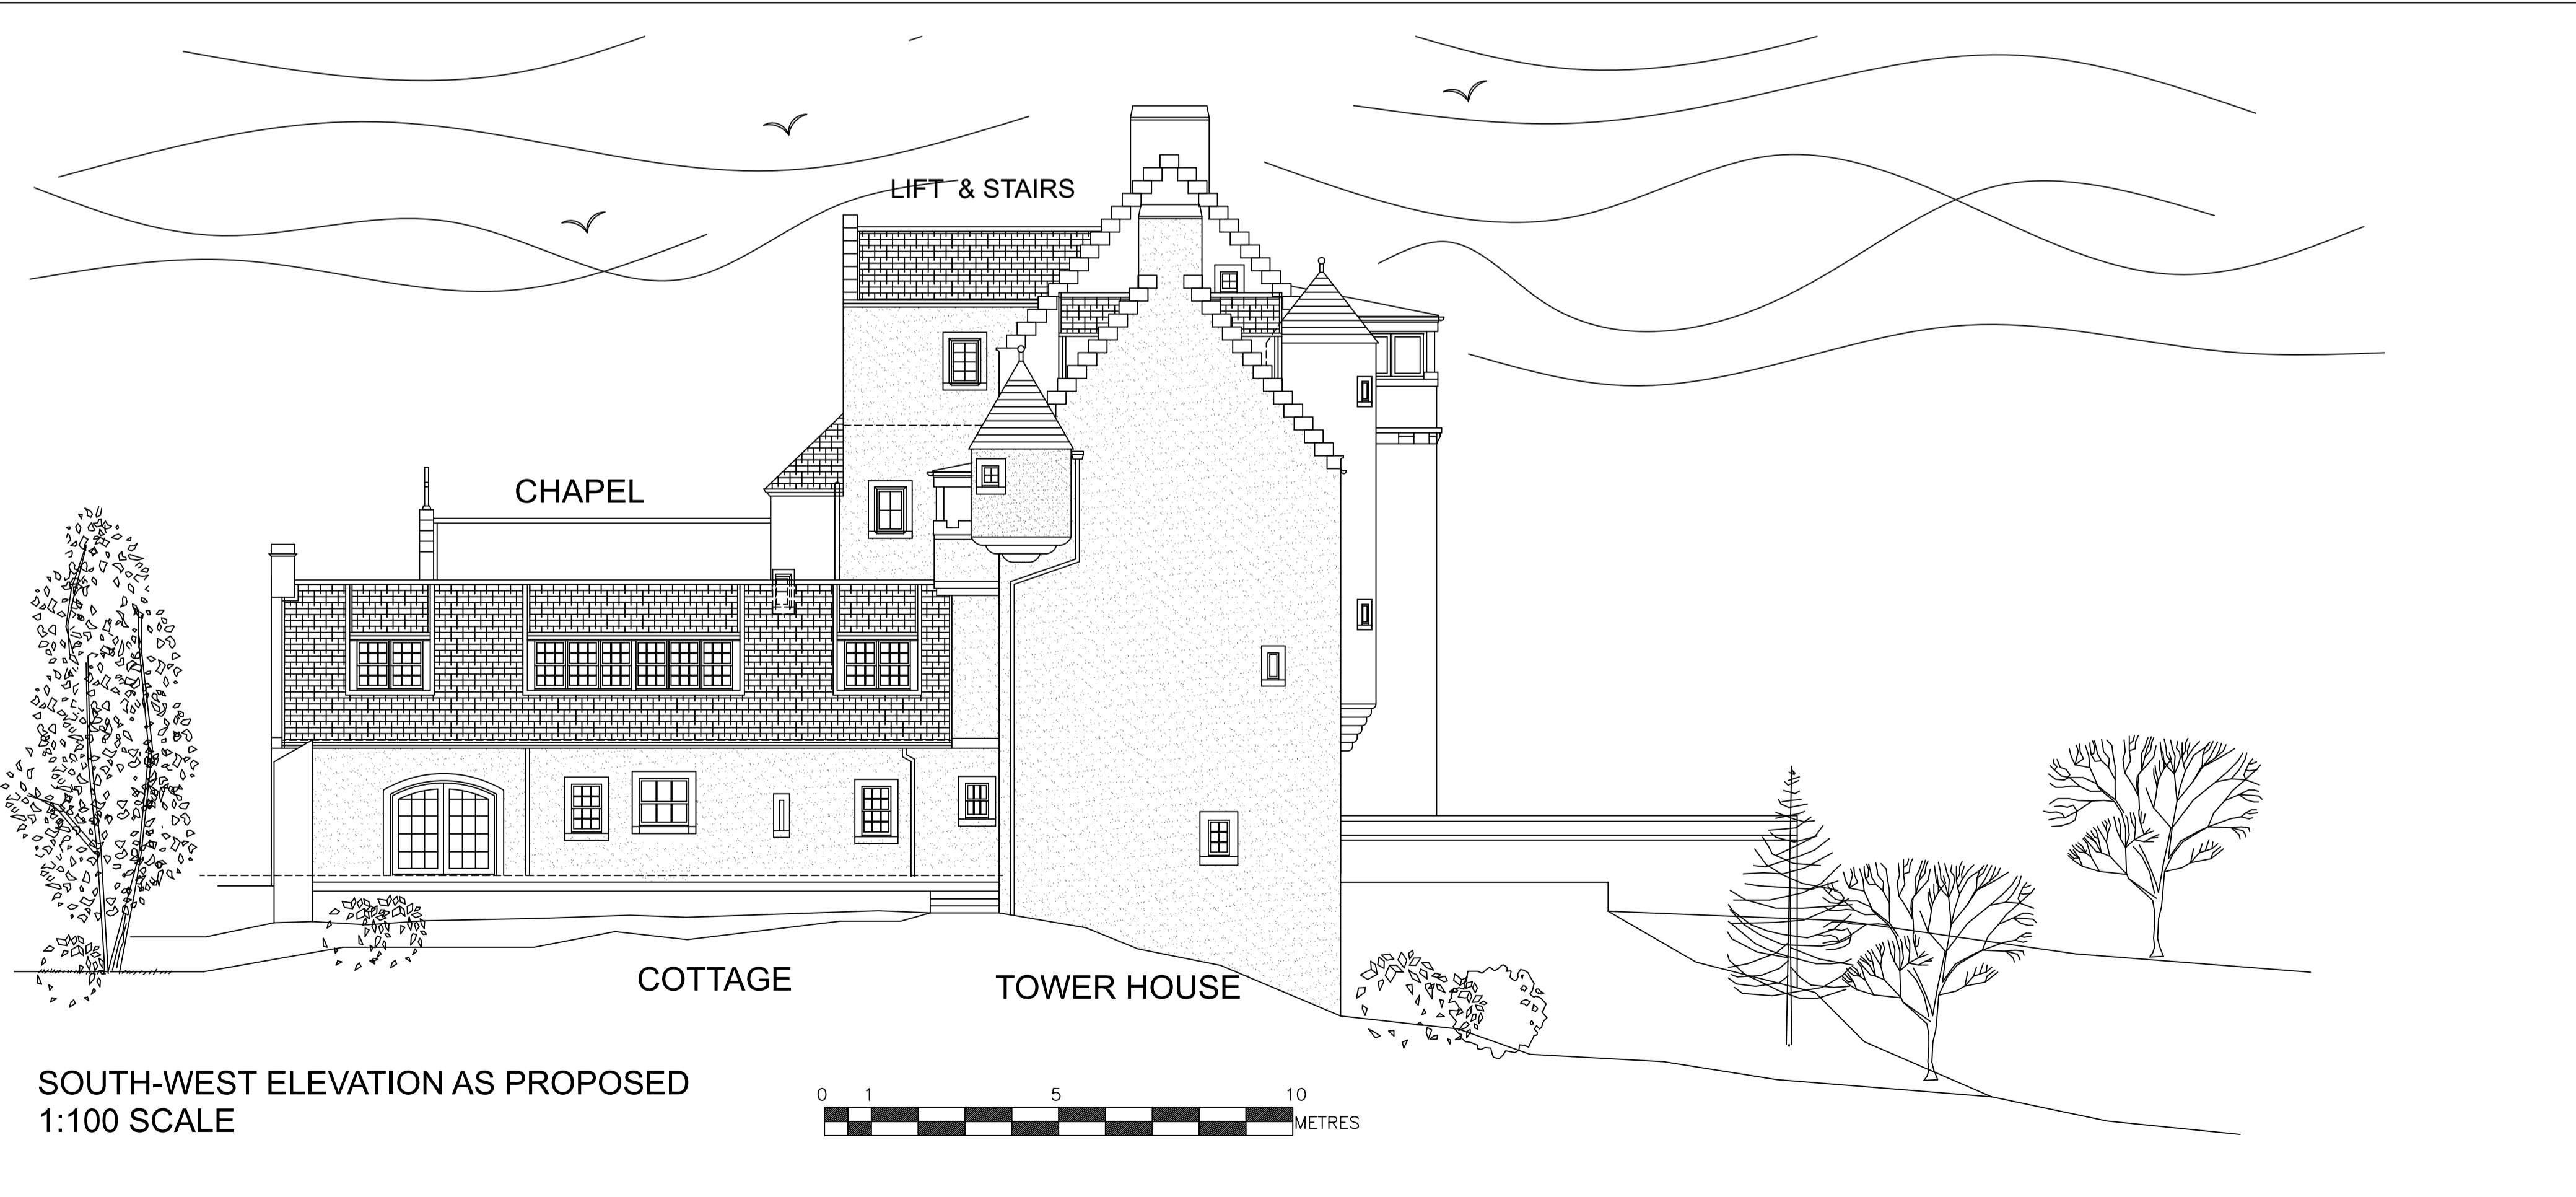 LIFT & STAIRS
CHAPEL
COTTAGE
TOWER HOUSE
SOUTH-WEST ELEVATION AS PROPOSED
1:100 SCALE
0 1 5 10
METRES